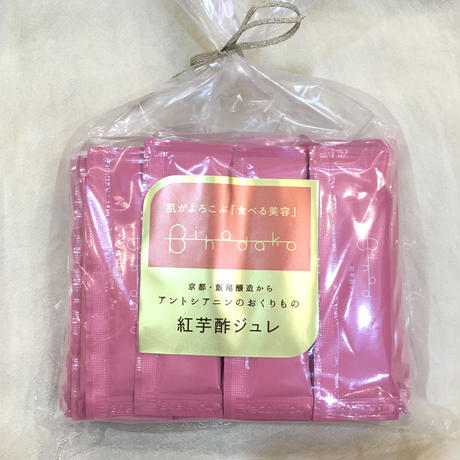 肌がよろこぶ「食べる美容」
Bihadako
京都・飯尾醸造から
アントシアニンのおくりもの
紅芋酢ジュレ